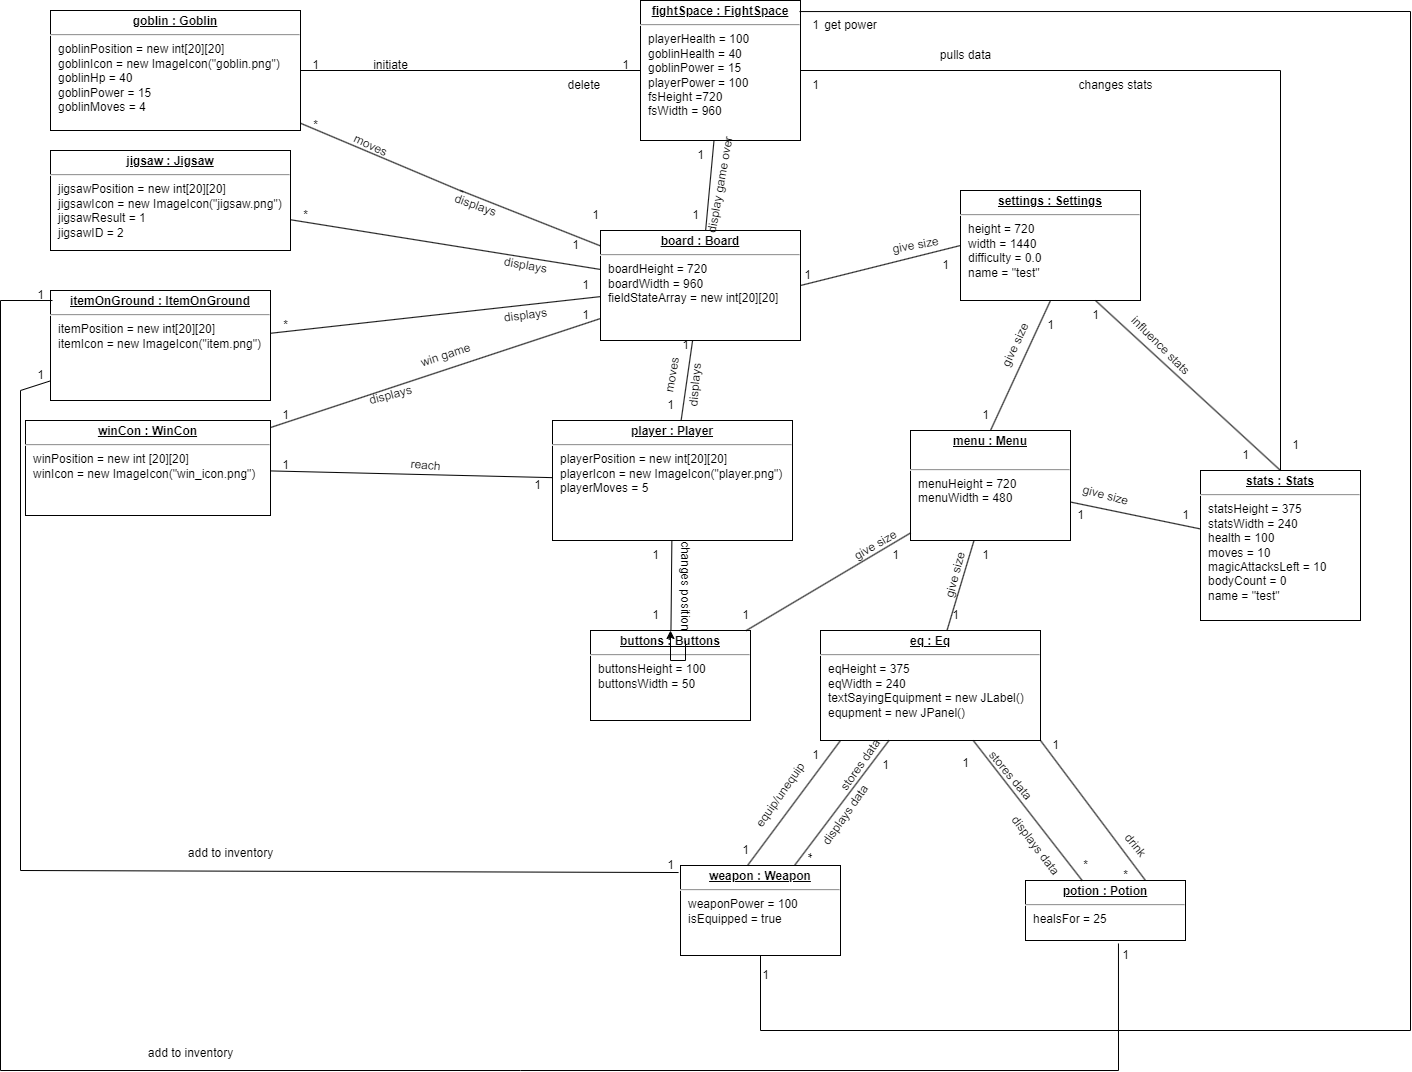 goblin : Goblin
goblinPosition = new int[20][20]
goblinIcon = new ImageIcon("goblin.png")
goblinHp = 40
goblinPower = 15
goblinMoves = 4
fightSpace : FightSpace
playerHealth = 100
goblinHealth = 40
goblinPower = 15
playerPower = 100
fsHeight =720
fsWidth = 960
1 get power
1
initiate
1
delete
pulls data
1
changes stats
*
moves
displays
1
1
1
display game over
1
jigsaw : Jigsaw
jigsawPosition = new int[20][20]
jigsawIcon = new ImageIcon("jigsaw.png")
jigsawResult = 1
jigsawID = 2
*
displays
1
board : Board
boardHeight = 720
boardWidth = 960
fieldStateArray = new int[20][20]
1
give size
1
settings : Settings
height = 720
width = 1440
difficulty = 0.0
name = "test"
1
itemOnGround : ItemOnGround
itemPosition = new int[20][20]
itemIcon = new ImageIcon("item.png")
*
displays
1
win game
displays
1
1
moves
displays
1
1
give size
1
1
influence stats
1
1
1
winCon : WinCon
winPosition = new int [20][20]
winIcon = new ImageIcon("win_icon.png")
1
reach
1
player : Player
playerPosition = new int[20][20]
playerIcon = new ImageIcon("player.png")
playerMoves = 5
menu : Menu
menuHeight = 720
menuWidth = 480
1
give size
1
stats : Stats
statsHeight = 375
statsWidth = 240
health = 100
moves = 10
magicAttacksLeft = 10
bodyCount = 0
name = "test"
1
changes position
1
1
give size
1
1
give size
1
buttons : Buttons
buttonsHeight = 100
buttonsWidth = 50
eq : Eq
eqHeight = 375
eqWidth = 240
textSayingEquipment = new JLabel()
equpment = new JPanel()
1
equip/unequip
1
1
stores data
displays data
*
1
stores data
displays data
*
1
drink
*
add to inventory
1
weapon : Weapon
weaponPower = 100
isEquipped = true
1
potion : Potion
healsFor = 25
1
add to inventory